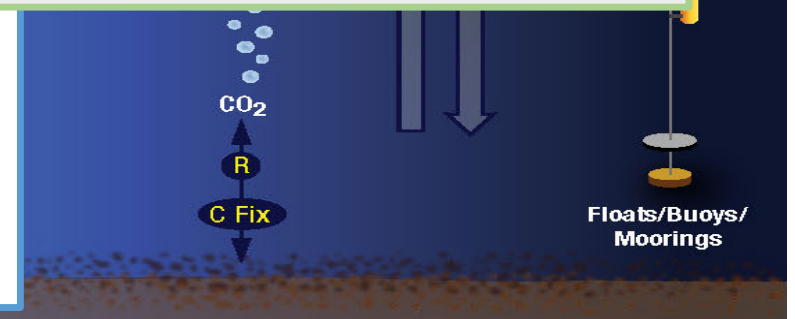 CO₂
R
C Fix
Floats/Buoys/
Moorings